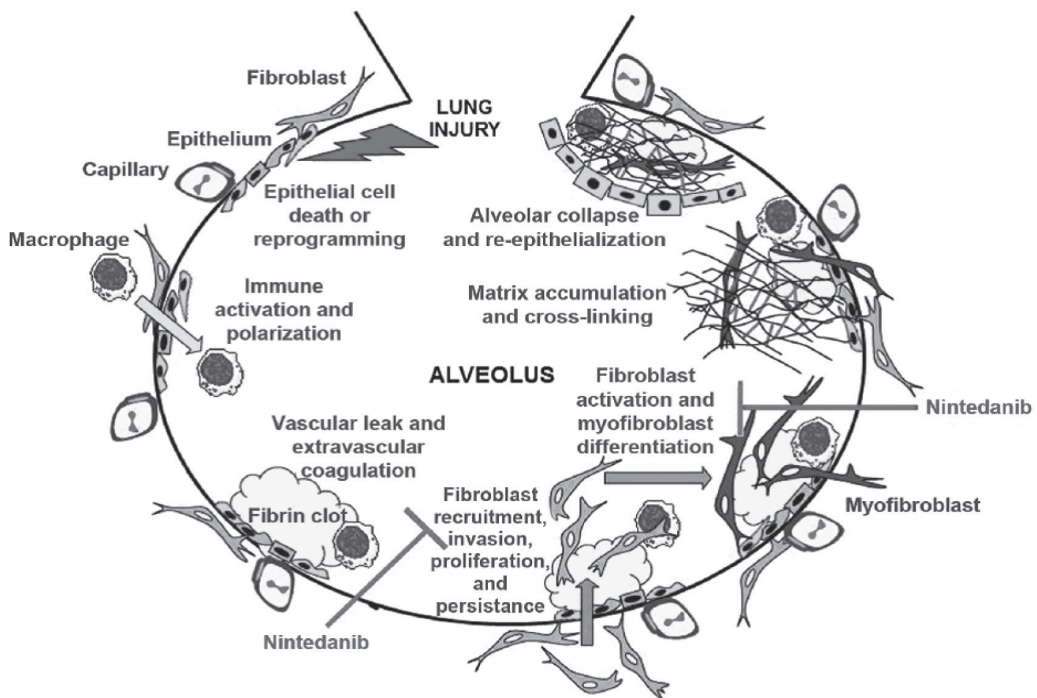 Fibroblast
LUNG
INJURY
Epithelium
Capillary
Epithelial cell
death or
reprogramming
Alveolar collapse
and re-epithelialization
Macrophage
Immune
activation and
polarization
Matrix accumulation
and cross-linking
ALVEOLUS
Fibroblast
activation and
myofibroblast
differentiation
Nintedanib
Vascular leak and
extravascular
coagulation
Fibrin clot
Fibroblast
recruitment,
invasion,
proliferation,
and
persistance
Myofibroblast
Nintedanib